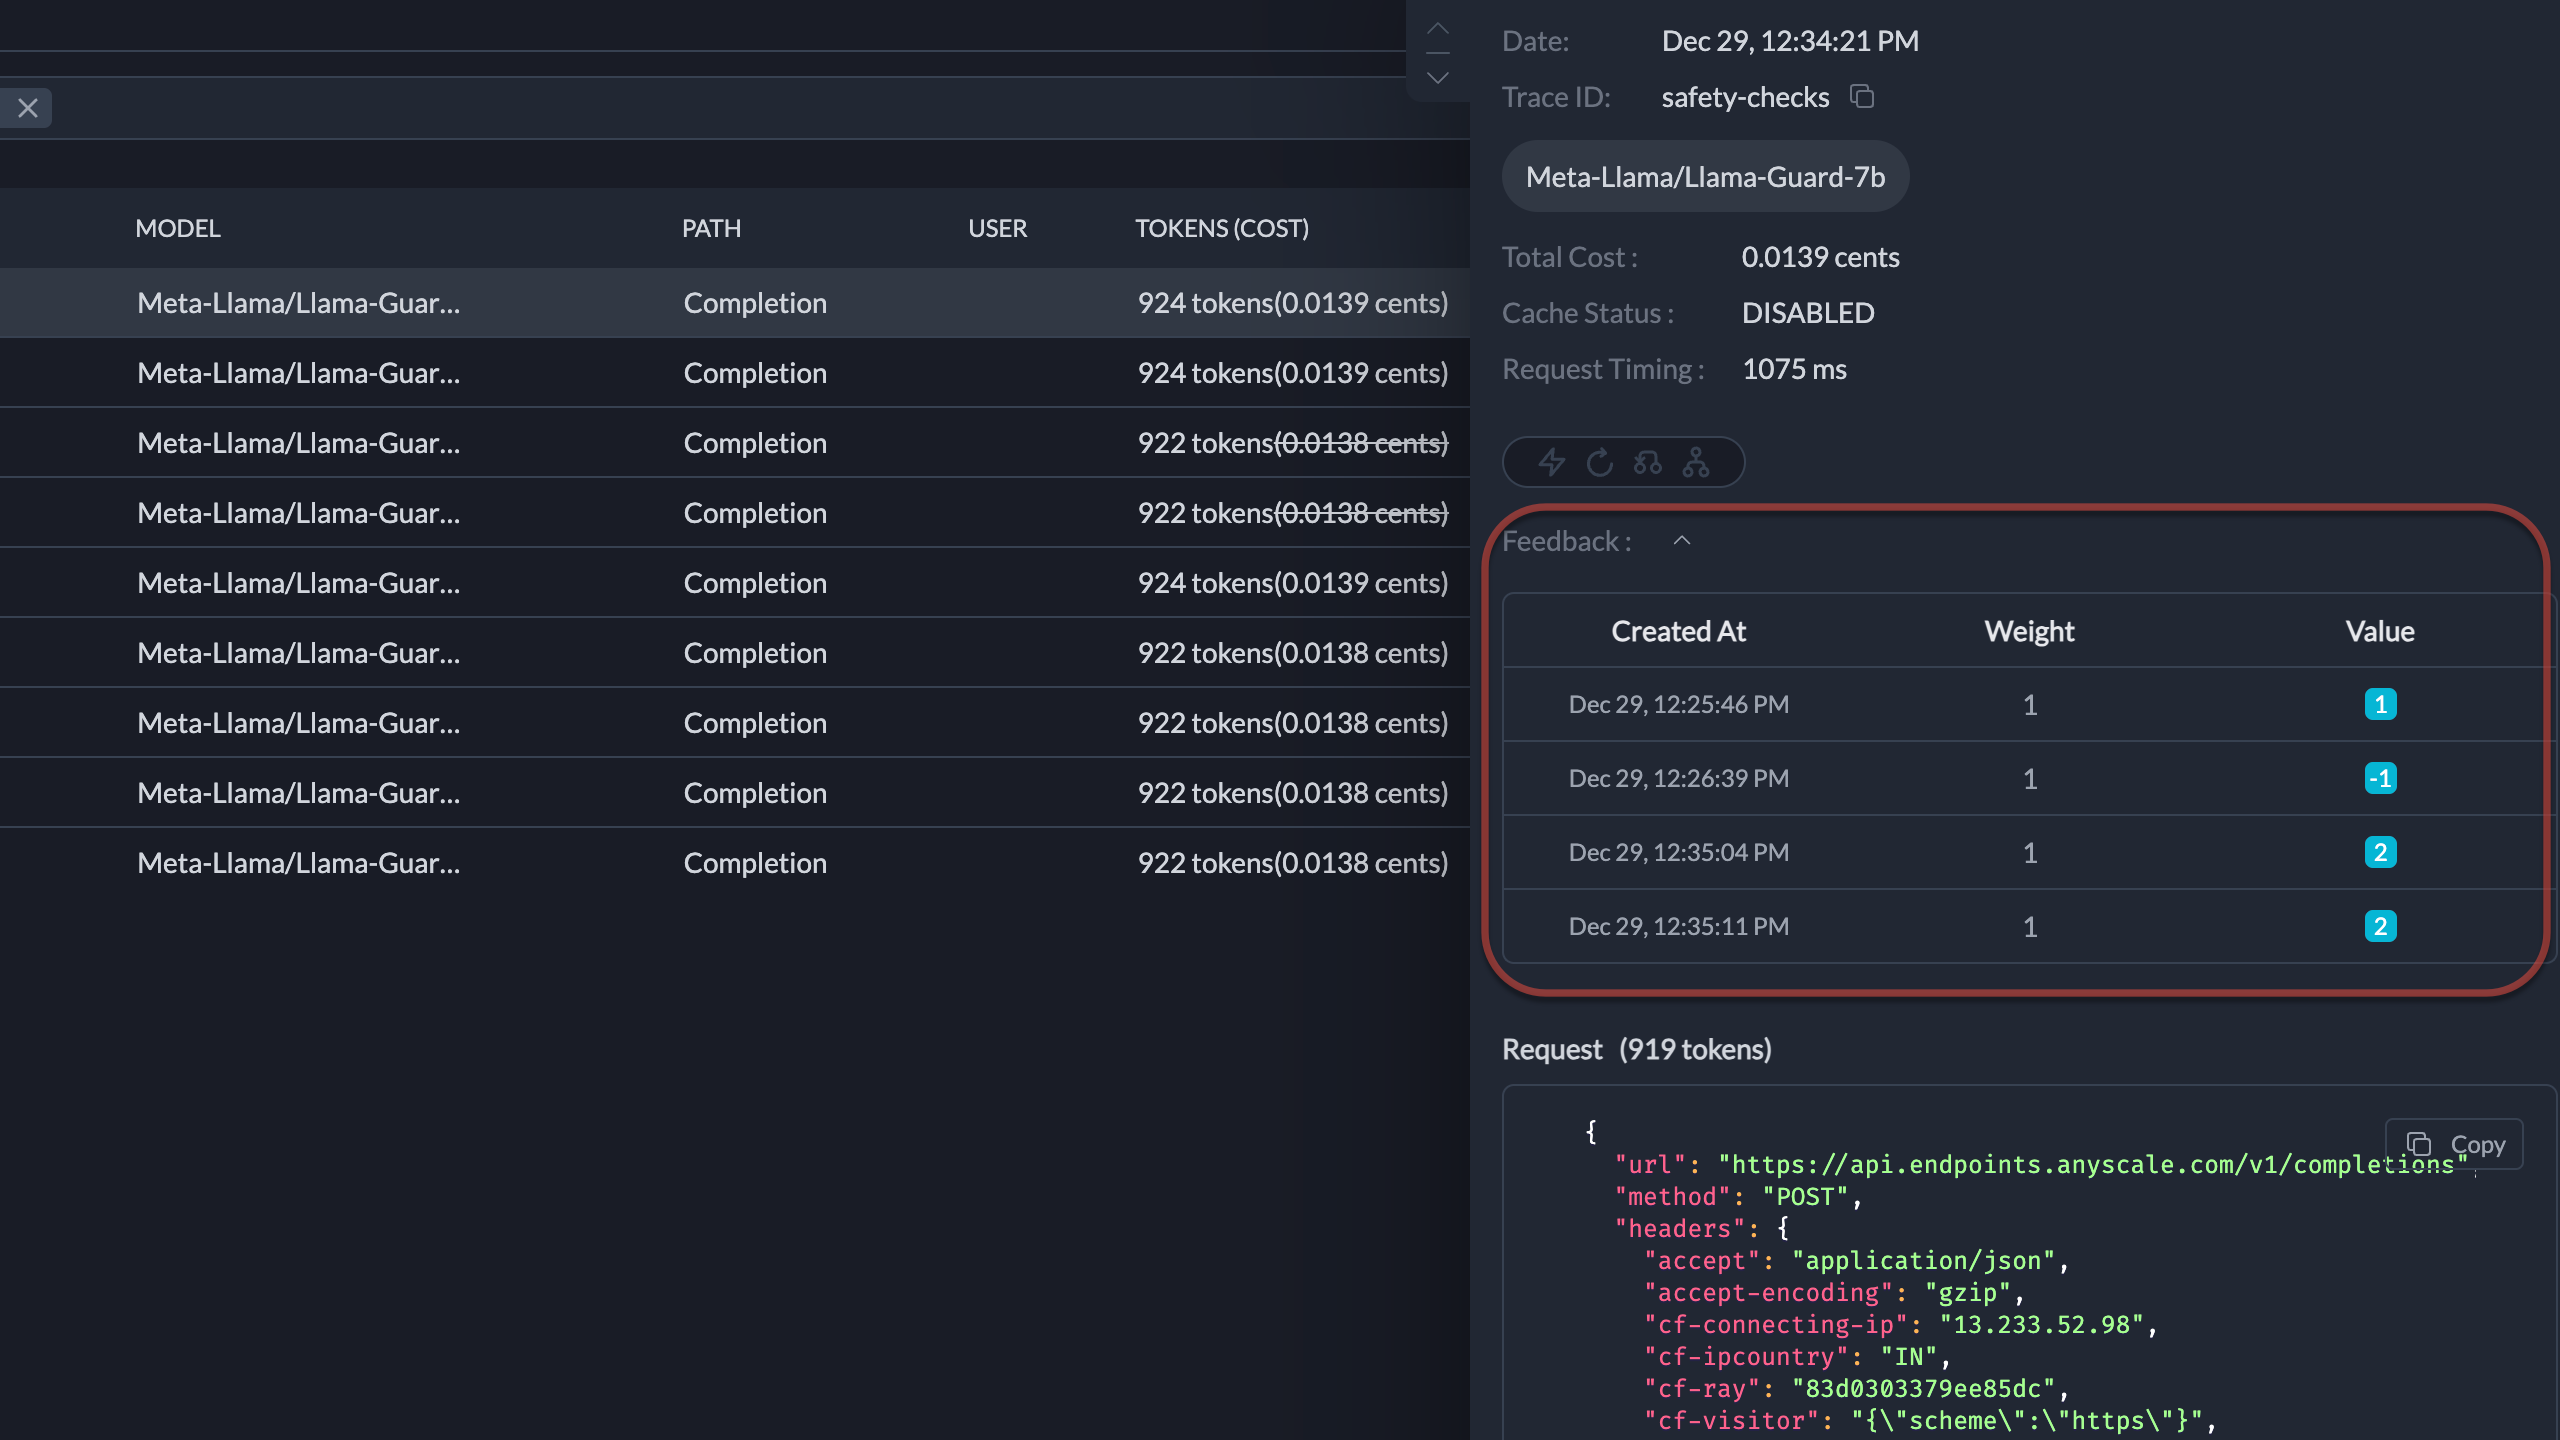 MODEL PATH USER TOKENS (COST)
Meta-Llama/Llama-Guar... Completion 924 tokens(0.0139 cents)
Meta-Llama/Llama-Guar... Completion 924 tokens(0.0139 cents)
Meta-Llama/Llama-Guar... Completion 922 tokens(0.0138 cents)
Meta-Llama/Llama-Guar... Completion 922 tokens(0.0138 cents)
Meta-Llama/Llama-Guar... Completion 924 tokens(0.0139 cents)
Meta-Llama/Llama-Guar... Completion 922 tokens(0.0138 cents)
Meta-Llama/Llama-Guar... Completion 922 tokens(0.0138 cents)
Meta-Llama/Llama-Guar... Completion 922 tokens(0.0138 cents)
Meta-Llama/Llama-Guar... Completion 922 tokens(0.0138 cents)
Date: Dec 29, 12:34:21 PM
Trace ID: safety-checks
Meta-Llama/Llama-Guard-7b
Total Cost : 0.0139 cents
Cache Status : DISABLED
Request Timing : 1075 ms
Feedback :
Created At Weight Value
Dec 29, 12:25:46 PM 1 1
Dec 29, 12:26:39 PM 1 -1
Dec 29, 12:35:04 PM 1 2
Dec 29, 12:35:11 PM 1 2
Request (919 tokens)
Copy
{
"url": "https://api.endpoints.anyscale.com/v1/completions",
"method": "POST",
"headers": {
"accept": "application/json",
"accept-encoding": "gzip",
"cf-connecting-ip": "13.233.52.98",
"cf-ipcountry": "IN",
"cf-ray": "83d0303379ee85dc",
"cf-visitor": "{\"scheme\":\"https\"}",